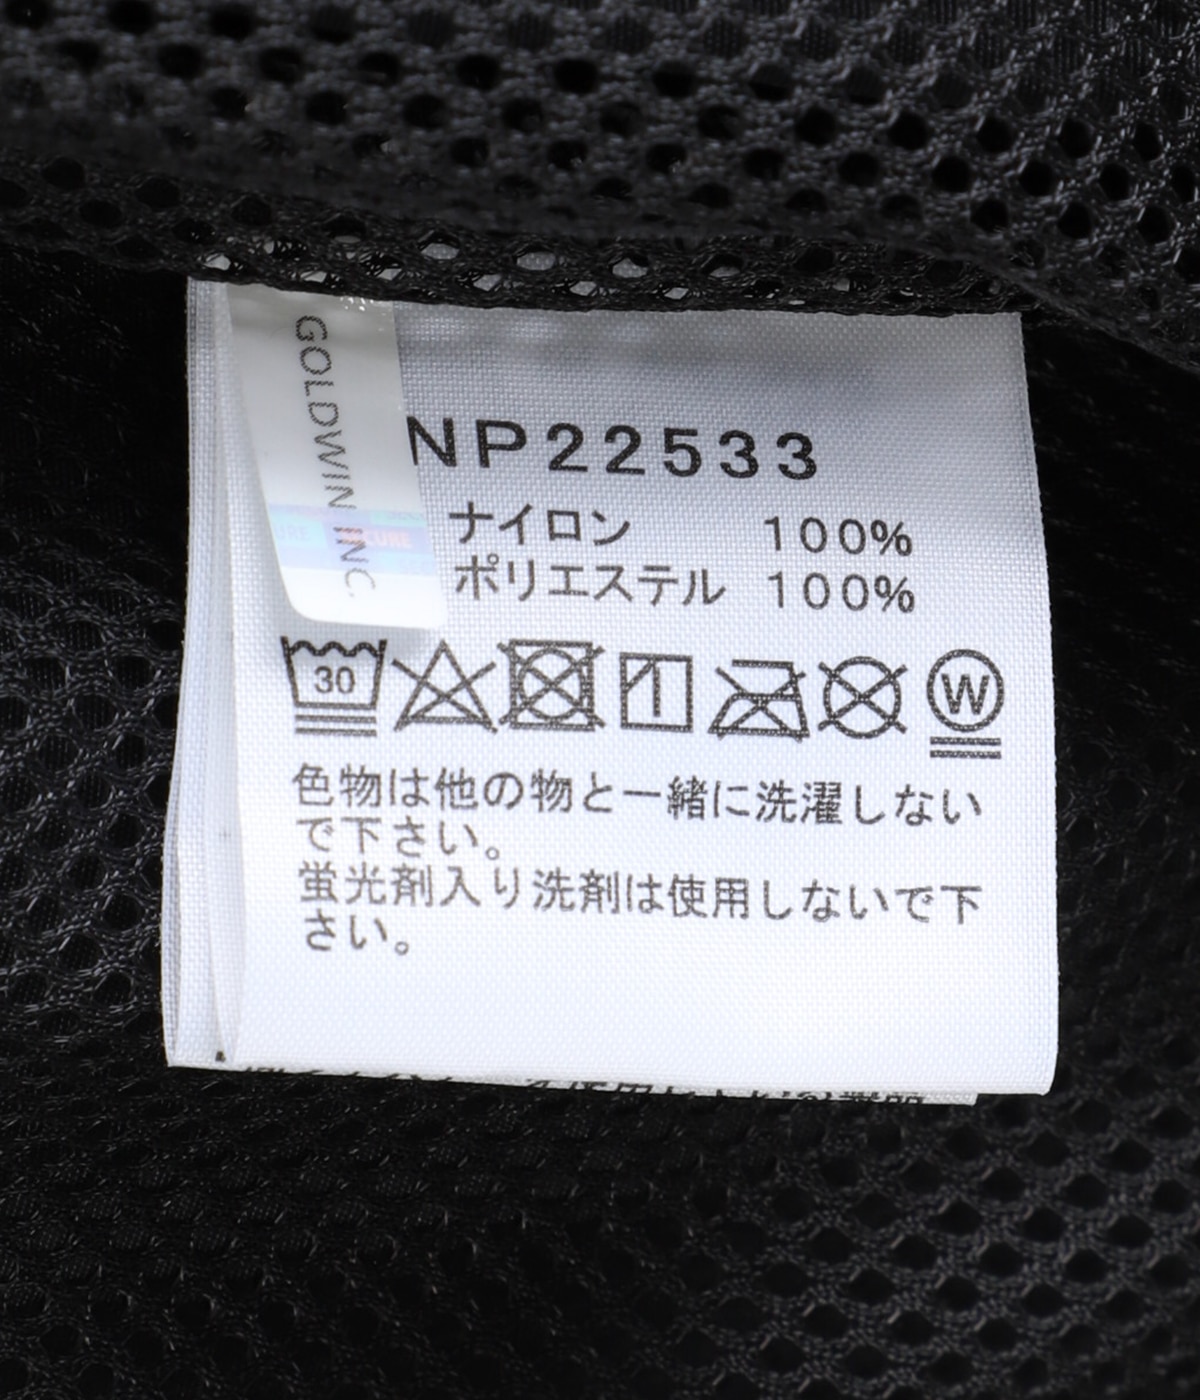 GOLDWIN INC.
NP22533
ナイロン 100%
ポリエステル 100%
30
W
色物は他の物と一緒に洗濯しない
で下さい。
蛍光剤入り洗剤は使用しないで下
さい。